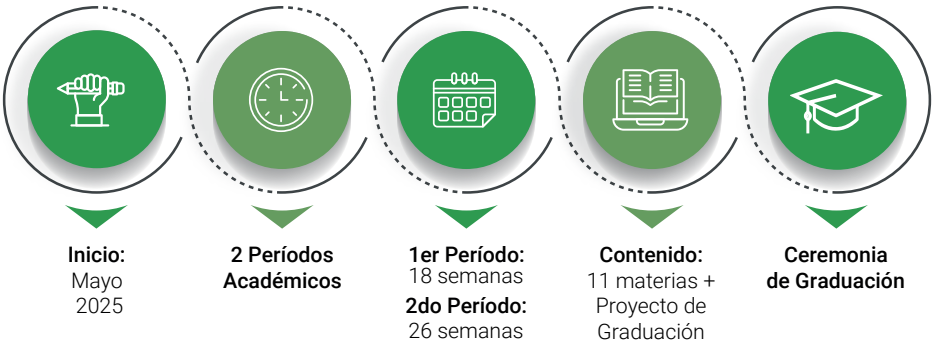 Inicio:
Mayo
2025
2 Períodos
Académicos
1er Período:
18 semanas
2do Período:
26 semanas
Contenido:
11 materias +
Proyecto de
Graduación
Ceremonia
de Graduación